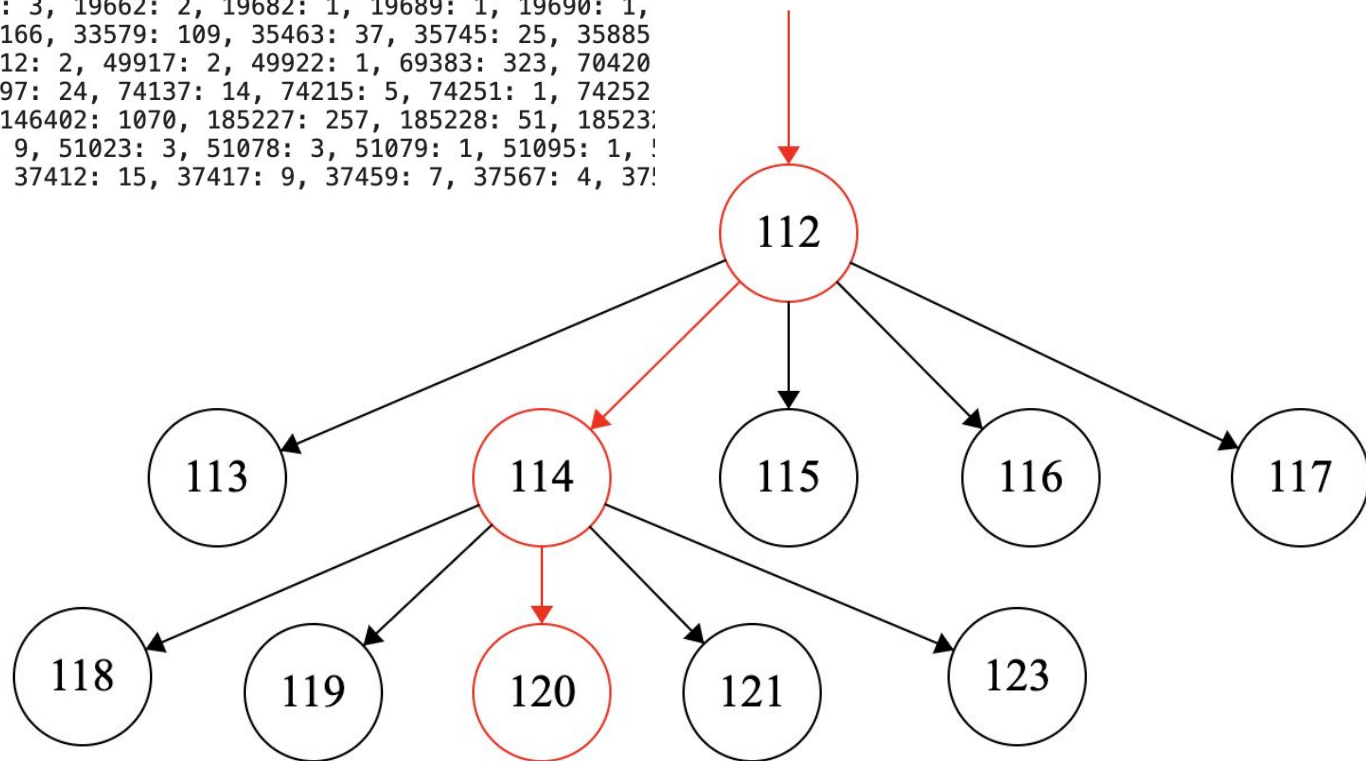 : 3, 19662: 2, 19682: 1, 19689: 1, 19690: 1,
166, 33579: 109, 35463: 37, 35745: 25, 35885
12: 2, 49917: 2, 49922: 1, 69383: 323, 70420
97: 24, 74137: 14, 74215: 5, 74251: 1, 74252
146402: 1070, 185227: 257, 185228: 51, 18523
9, 51023: 3, 51078: 3, 51079: 1, 51095: 1,
37412: 15, 37417: 9, 37459: 7, 37567: 4, 37
112
113 114 115 116 117
118 119 120 121 123